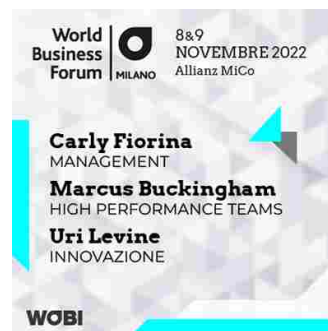 World
Business
Forum
MILANO
8&9
NOVEMBRE 2022
Allianz MiCo
Carly Fiorina
MANAGEMENT
Marcus Buckingham
HIGH PERFORMANCE TEAMS
Uri Levine
INNOVAZIONE
WOBI